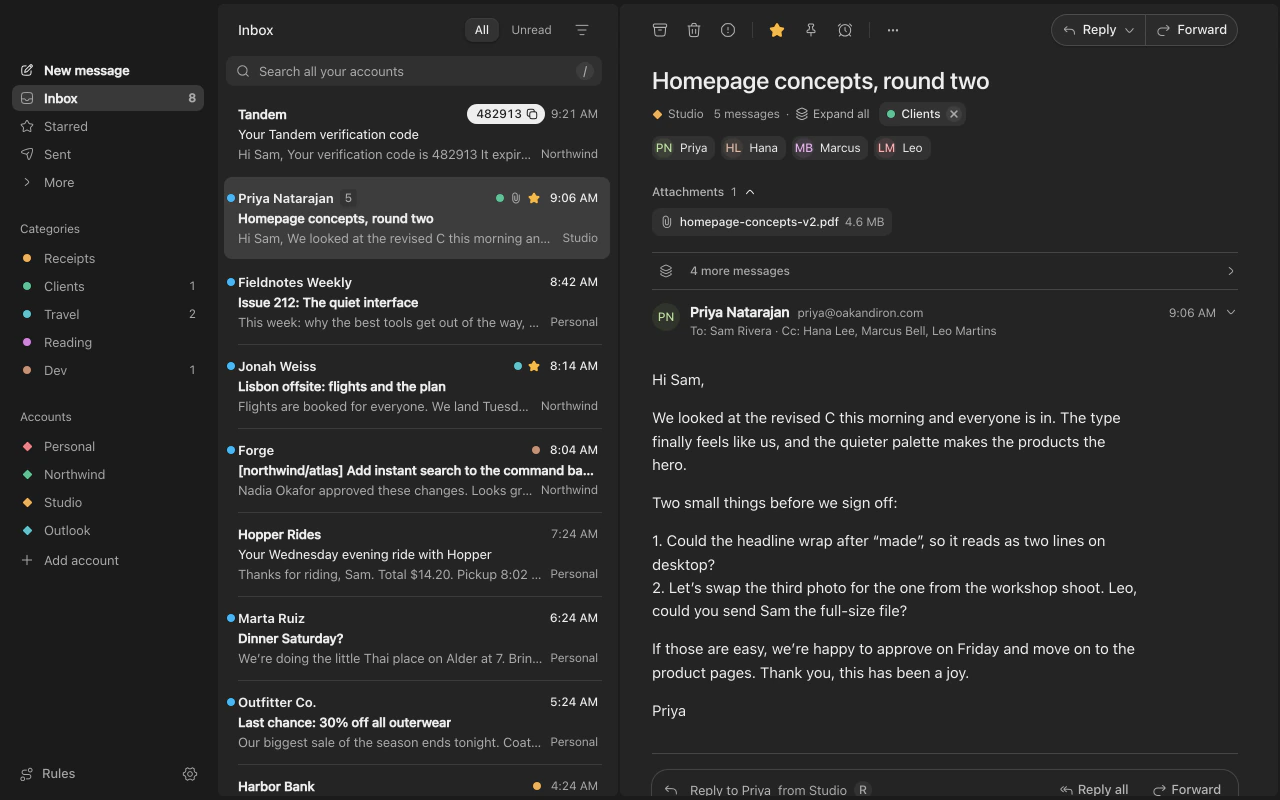 New message
Inbox 8
Starred
Sent
More
Categories
Receipts
Clients 1
Travel 2
Reading
Dev 1
Accounts
Personal
Northwind
Studio
Outlook
Add account
Rules
Inbox All Unread
Search all your accounts /
Tandem 482913 9:21 AM
Your Tandem verification code
Hi Sam, Your verification code is 482913 It expir... Northwind
Priya Natarajan 5 9:06 AM
Homepage concepts, round two
Hi Sam, We looked at the revised C this morning an... Studio
Fieldnotes Weekly 8:42 AM
Issue 212: The quiet interface
This week: why the best tools get out of the way, ... Personal
Jonah Weiss 8:14 AM
Lisbon offsite: flights and the plan
Flights are booked for everyone. We land Tuesd... Northwind
Forge 8:04 AM
[northwind/atlas] Add instant search to the command ba...
Nadia Okafor approved these changes. Looks gr... Northwind
Hopper Rides 7:24 AM
Your Wednesday evening ride with Hopper
Thanks for riding, Sam. Total $14.20. Pickup 8:02 ... Personal
Marta Ruiz 6:24 AM
Dinner Saturday?
We’re doing the little Thai place on Alder at 7. Brin... Personal
Outfitter Co. 5:24 AM
Last chance: 30% off all outerwear
Our biggest sale of the season ends tonight. Coat... Personal
Harbor Bank 4:24 AM
Reply Forward
Homepage concepts, round two
Studio 5 messages · Expand all Clients
PN Priya HL Hana MB Marcus LM Leo
Attachments 1
homepage-concepts-v2.pdf 4.6 MB
4 more messages
PN Priya Natarajan priya@oakandiron.com 9:06 AM
To: Sam Rivera · Cc: Hana Lee, Marcus Bell, Leo Martins
Hi Sam,
We looked at the revised C this morning and everyone is in. The type
finally feels like us, and the quieter palette makes the products the
hero.
Two small things before we sign off:
1. Could the headline wrap after “made”, so it reads as two lines on
desktop?
2. Let’s swap the third photo for the one from the workshop shoot. Leo,
could you send Sam the full-size file?
If those are easy, we’re happy to approve on Friday and move on to the
product pages. Thank you, this has been a joy.
Priya
Reply to Priya from Studio R Reply all Forward